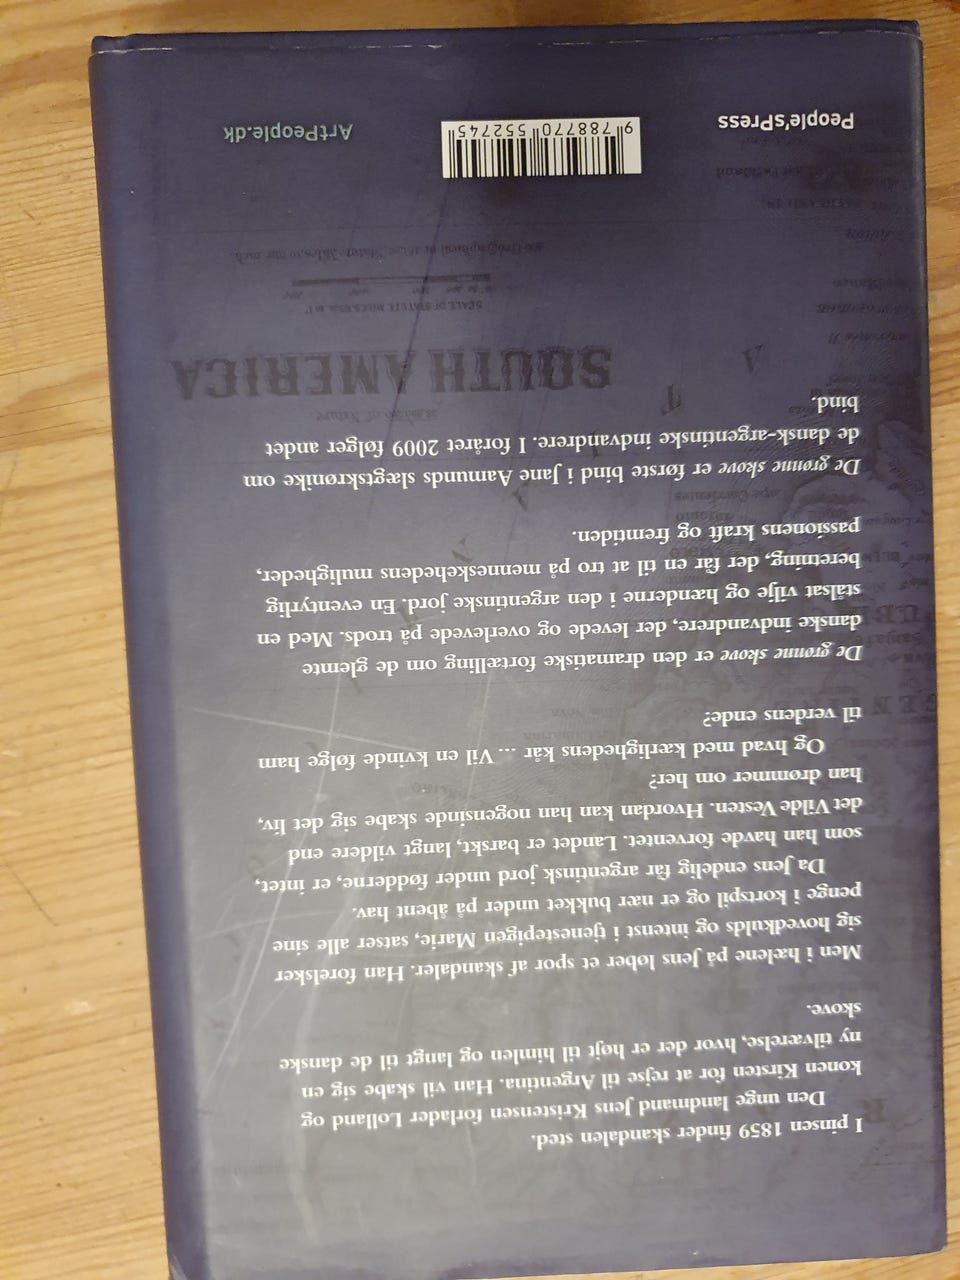 I pinsen 1859 finder skandalen sted.
Den unge landmand Jens Kristensen forlader Lolland og
konen Kirsten for at rejse til Argentina. Han vil skabe sig en
ny tilværelse, hvor der er højt til himlen og langt til de danske
skove.
Men i hælene på Jens løber et spor af skandaler. Han forelsker
sig hovedkulds og intenst i tjenestepigen Marie, satser alle sine
penge i kortspil og er nær bukket under på åbent hav.
Da Jens endelig får argentinsk jord under fødderne, er intet,
som han havde forventet. Landet er barskt, langt vildere end
det Vilde Vesten. Hvordan kan han nogensinde skabe sig det liv,
han drømmer om her?
Og hvad med kærlighedens kår ... Vil en kvinde følge ham
til verdens ende?
De grønne skove er den dramatiske fortælling om de glemte
danske indvandrere, der levede og overlevede på trods. Med en
stålsat vilje og hænderne i den argentinske jord. En eventyrlig
beretning, der får en til at tro på menneskehedens muligheder,
passionens kraft og fremtiden.
De grønne skove er første bind i Jane Aamunds slægtskrønike om
de dansk-argentinske indvandrere. I foråret 2009 følger andet
bind.
SOUTH AMERICA
SCALE OF STATUTE MILES
People'sPress
9 788770 552745
ArtPeople.dk